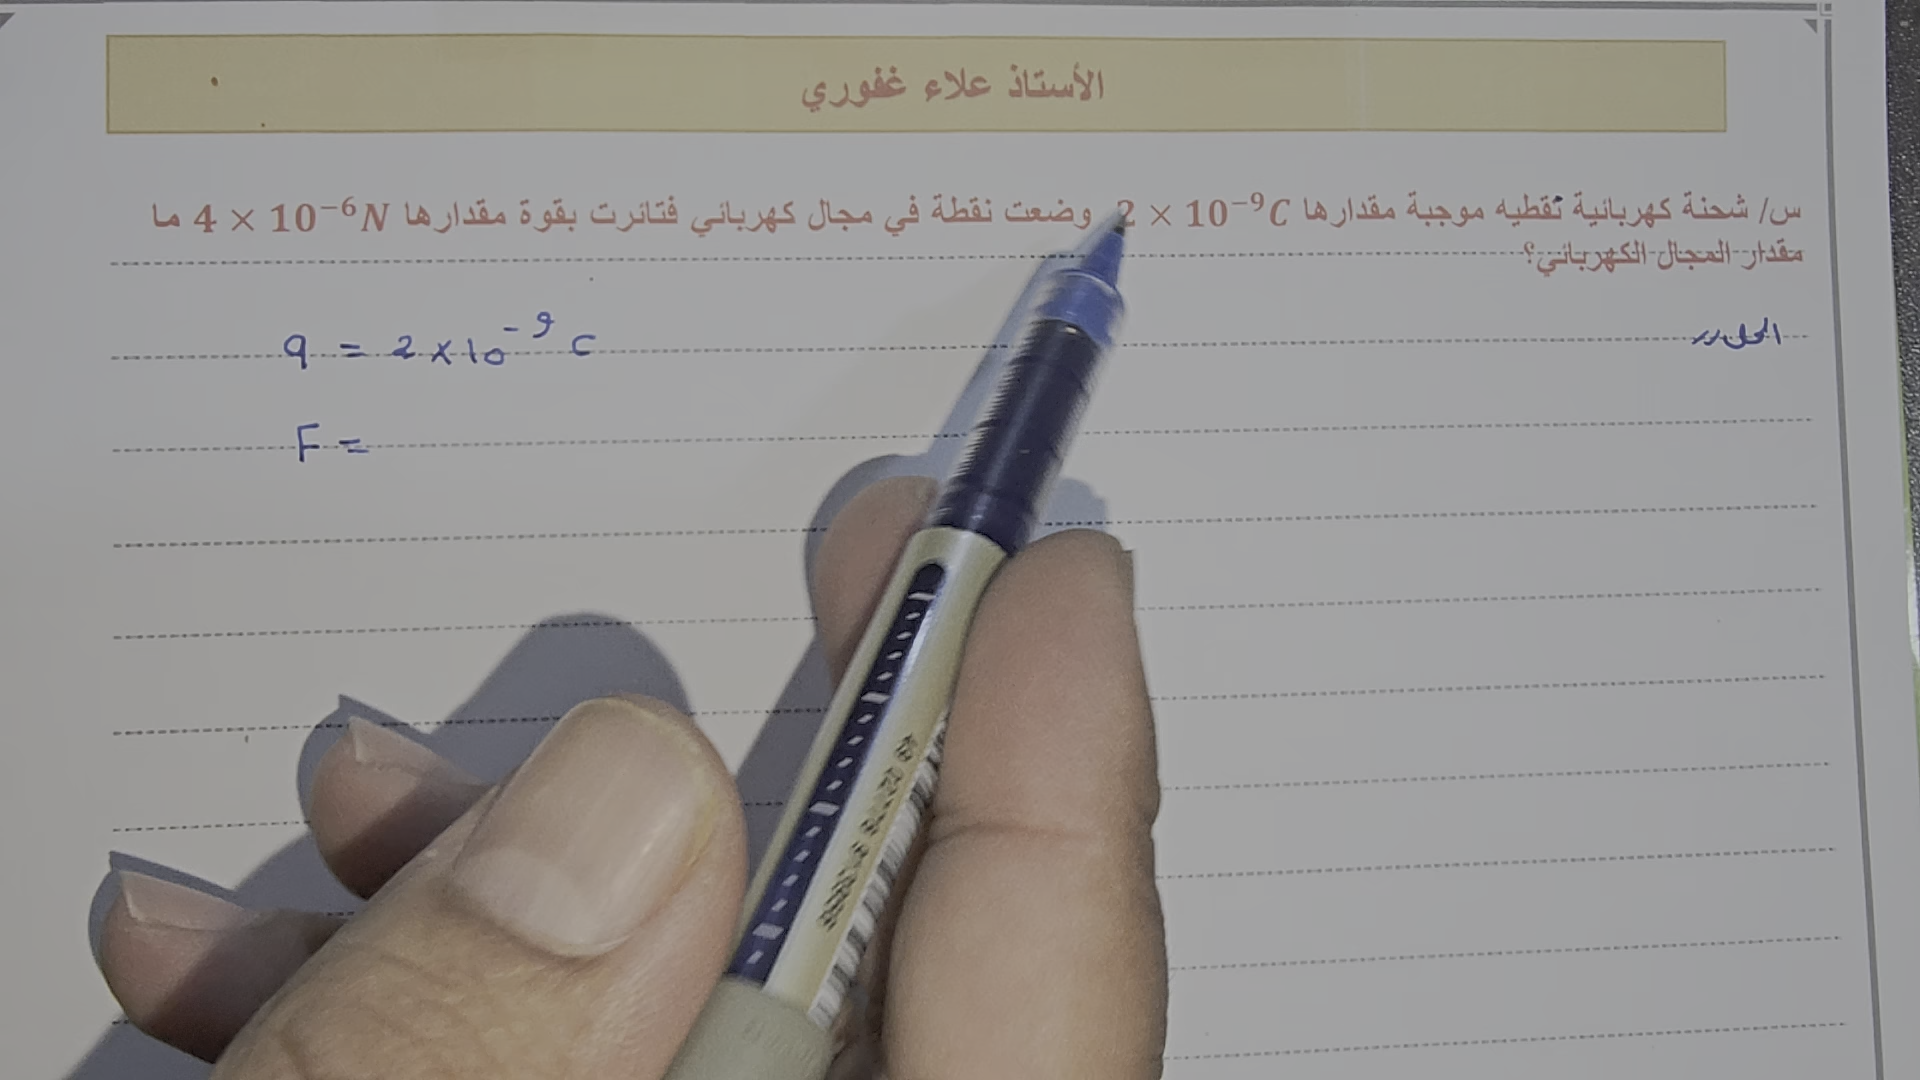 الأستاذ علاء غفوري
س/ شحنة كهربائية نقطيه موجبة مقدارها 2 × 10⁻⁹C وضعت نقطة في مجال كهربائي فتاثرت بقوة مقدارها 4 × 10⁻⁶N ما
مقدار المجال الكهربائي؟
الحل//
q = 2 × 10⁻⁹ C
F =